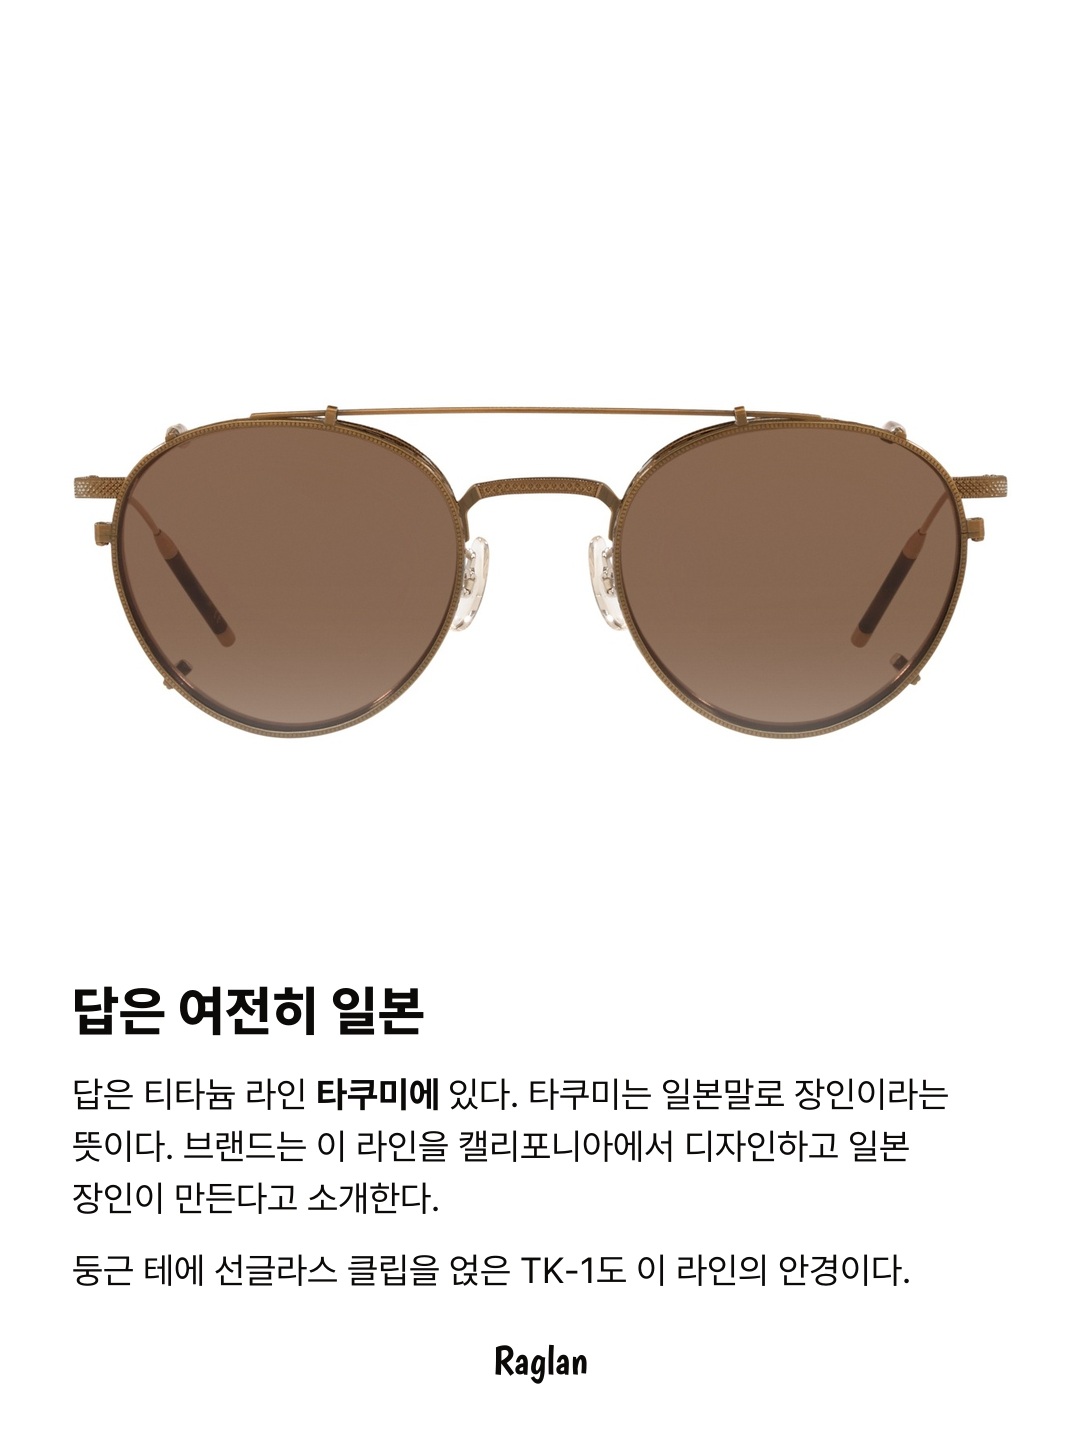 답은 여전히 일본
답은 티타늄 라인 타쿠미에 있다. 타쿠미는 일본말로 장인이라는
뜻이다. 브랜드는 이 라인을 캘리포니아에서 디자인하고 일본
장인이 만든다고 소개한다.
둥근 테에 선글라스 클립을 얹은 TK-1도 이 라인의 안경이다.
Raglan